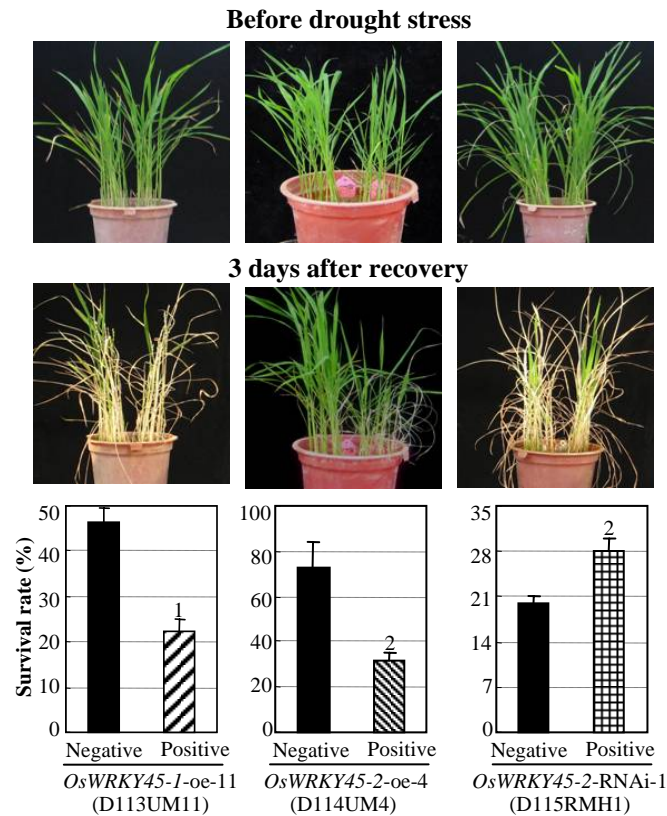 Before drought stress
3 days after recovery
Survival rate (%)
50
40
30
20
10
0
1
Negative Positive
OsWRKY45-1-oe-11
(D113UM11)
100
80
60
40
20
0
2
Negative Positive
OsWRKY45-2-oe-4
(D114UM4)
35
28
21
14
7
0
2
Negative Positive
OsWRKY45-2-RNAi-1
(D115RMH1)